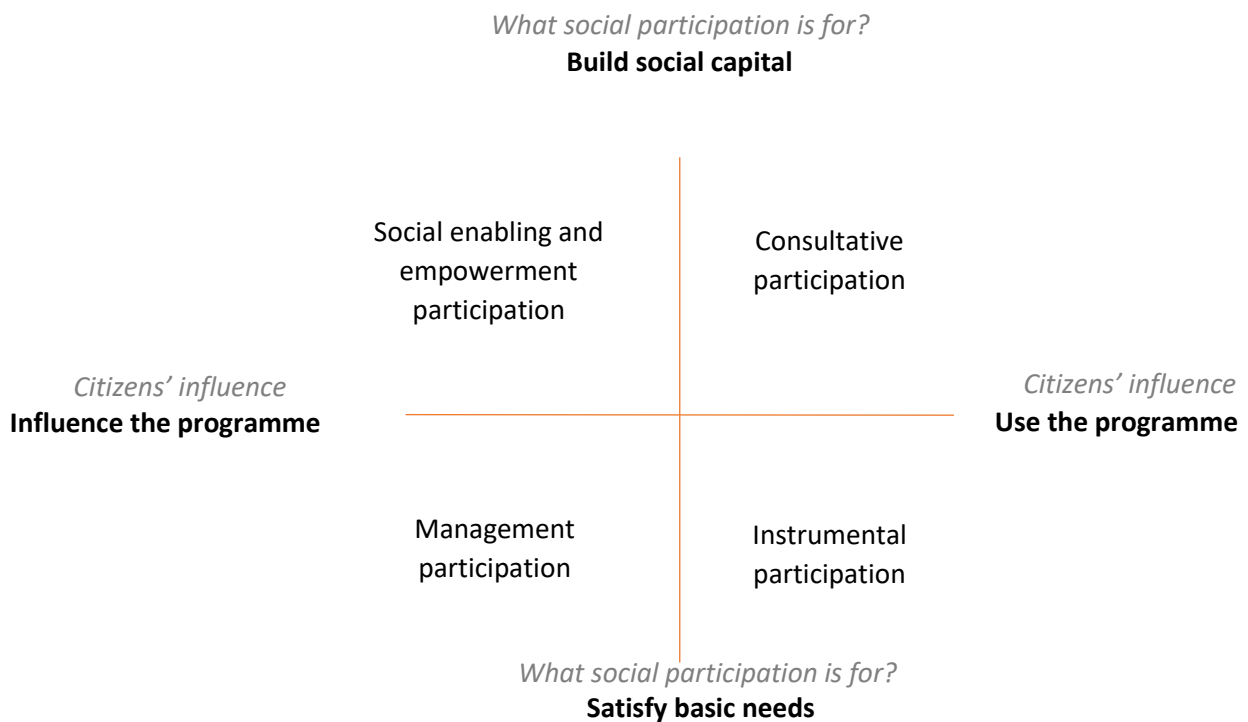 What social participation is for?
Build social capital
Social enabling and
empowerment
participation
Consultative
participation
Citizens’ influence
Influence the programme
Citizens’ influence
Use the programme
Management
participation
Instrumental
participation
What social participation is for?
Satisfy basic needs